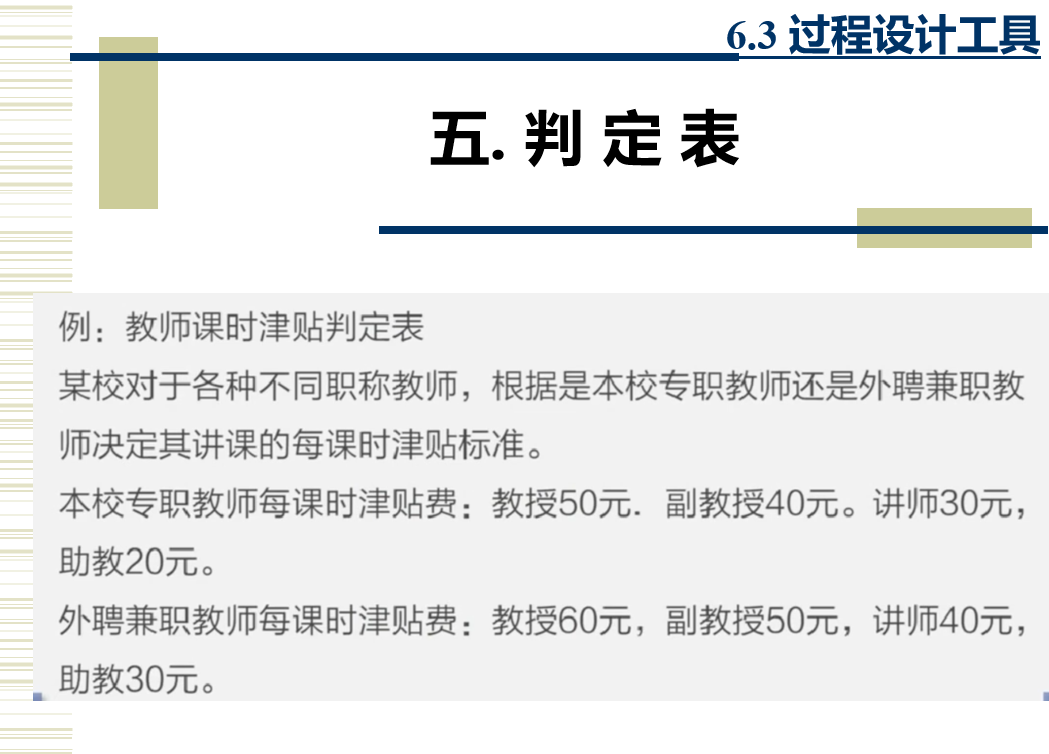 6.3 过程设计工具
五. 判 定 表
例：教师课时津贴判定表
某校对于各种不同职称教师，根据是本校专职教师还是外聘兼职教
师决定其讲课的每课时津贴标准。
本校专职教师每课时津贴费：教授50元．副教授40元。讲师30元，
助教20元。
外聘兼职教师每课时津贴费：教授60元，副教授50元，讲师40元，
助教30元。